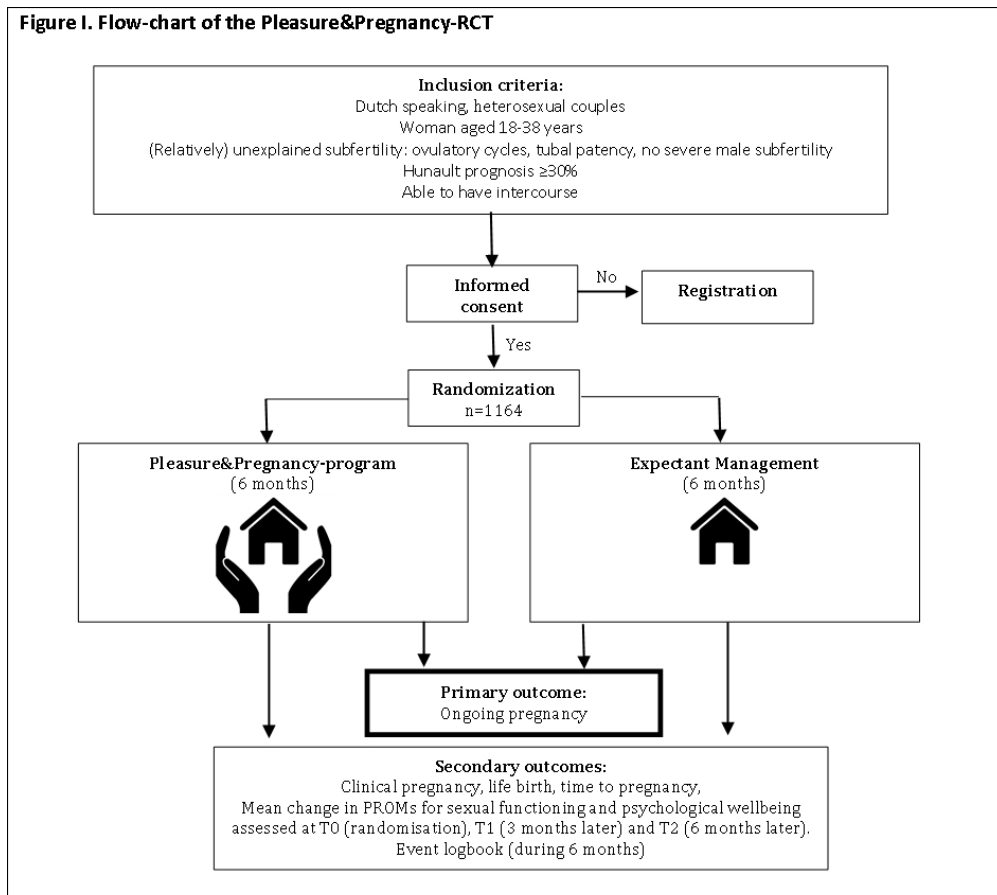 Figure I. Flow-chart of the Pleasure&Pregnancy-RCT
Inclusion criteria:
Dutch speaking, heterosexual couples
Woman aged 18-38 years
(Relatively) unexplained subfertility: ovulatory cycles, tubal patency, no severe male subfertility
Hunault prognosis ≥30%
Able to have intercourse
Informed
consent
No
Registration
Yes
Randomization
n=1164
Pleasure&Pregnancy-program
(6 months)
Expectant Management
(6 months)
Primary outcome:
Ongoing pregnancy
Secondary outcomes:
Clinical pregnancy, life birth, time to pregnancy,
Mean change in PROMs for sexual functioning and psychological wellbeing
assessed at T0 (randomisation), T1 (3 months later) and T2 (6 months later).
Event logbook (during 6 months)